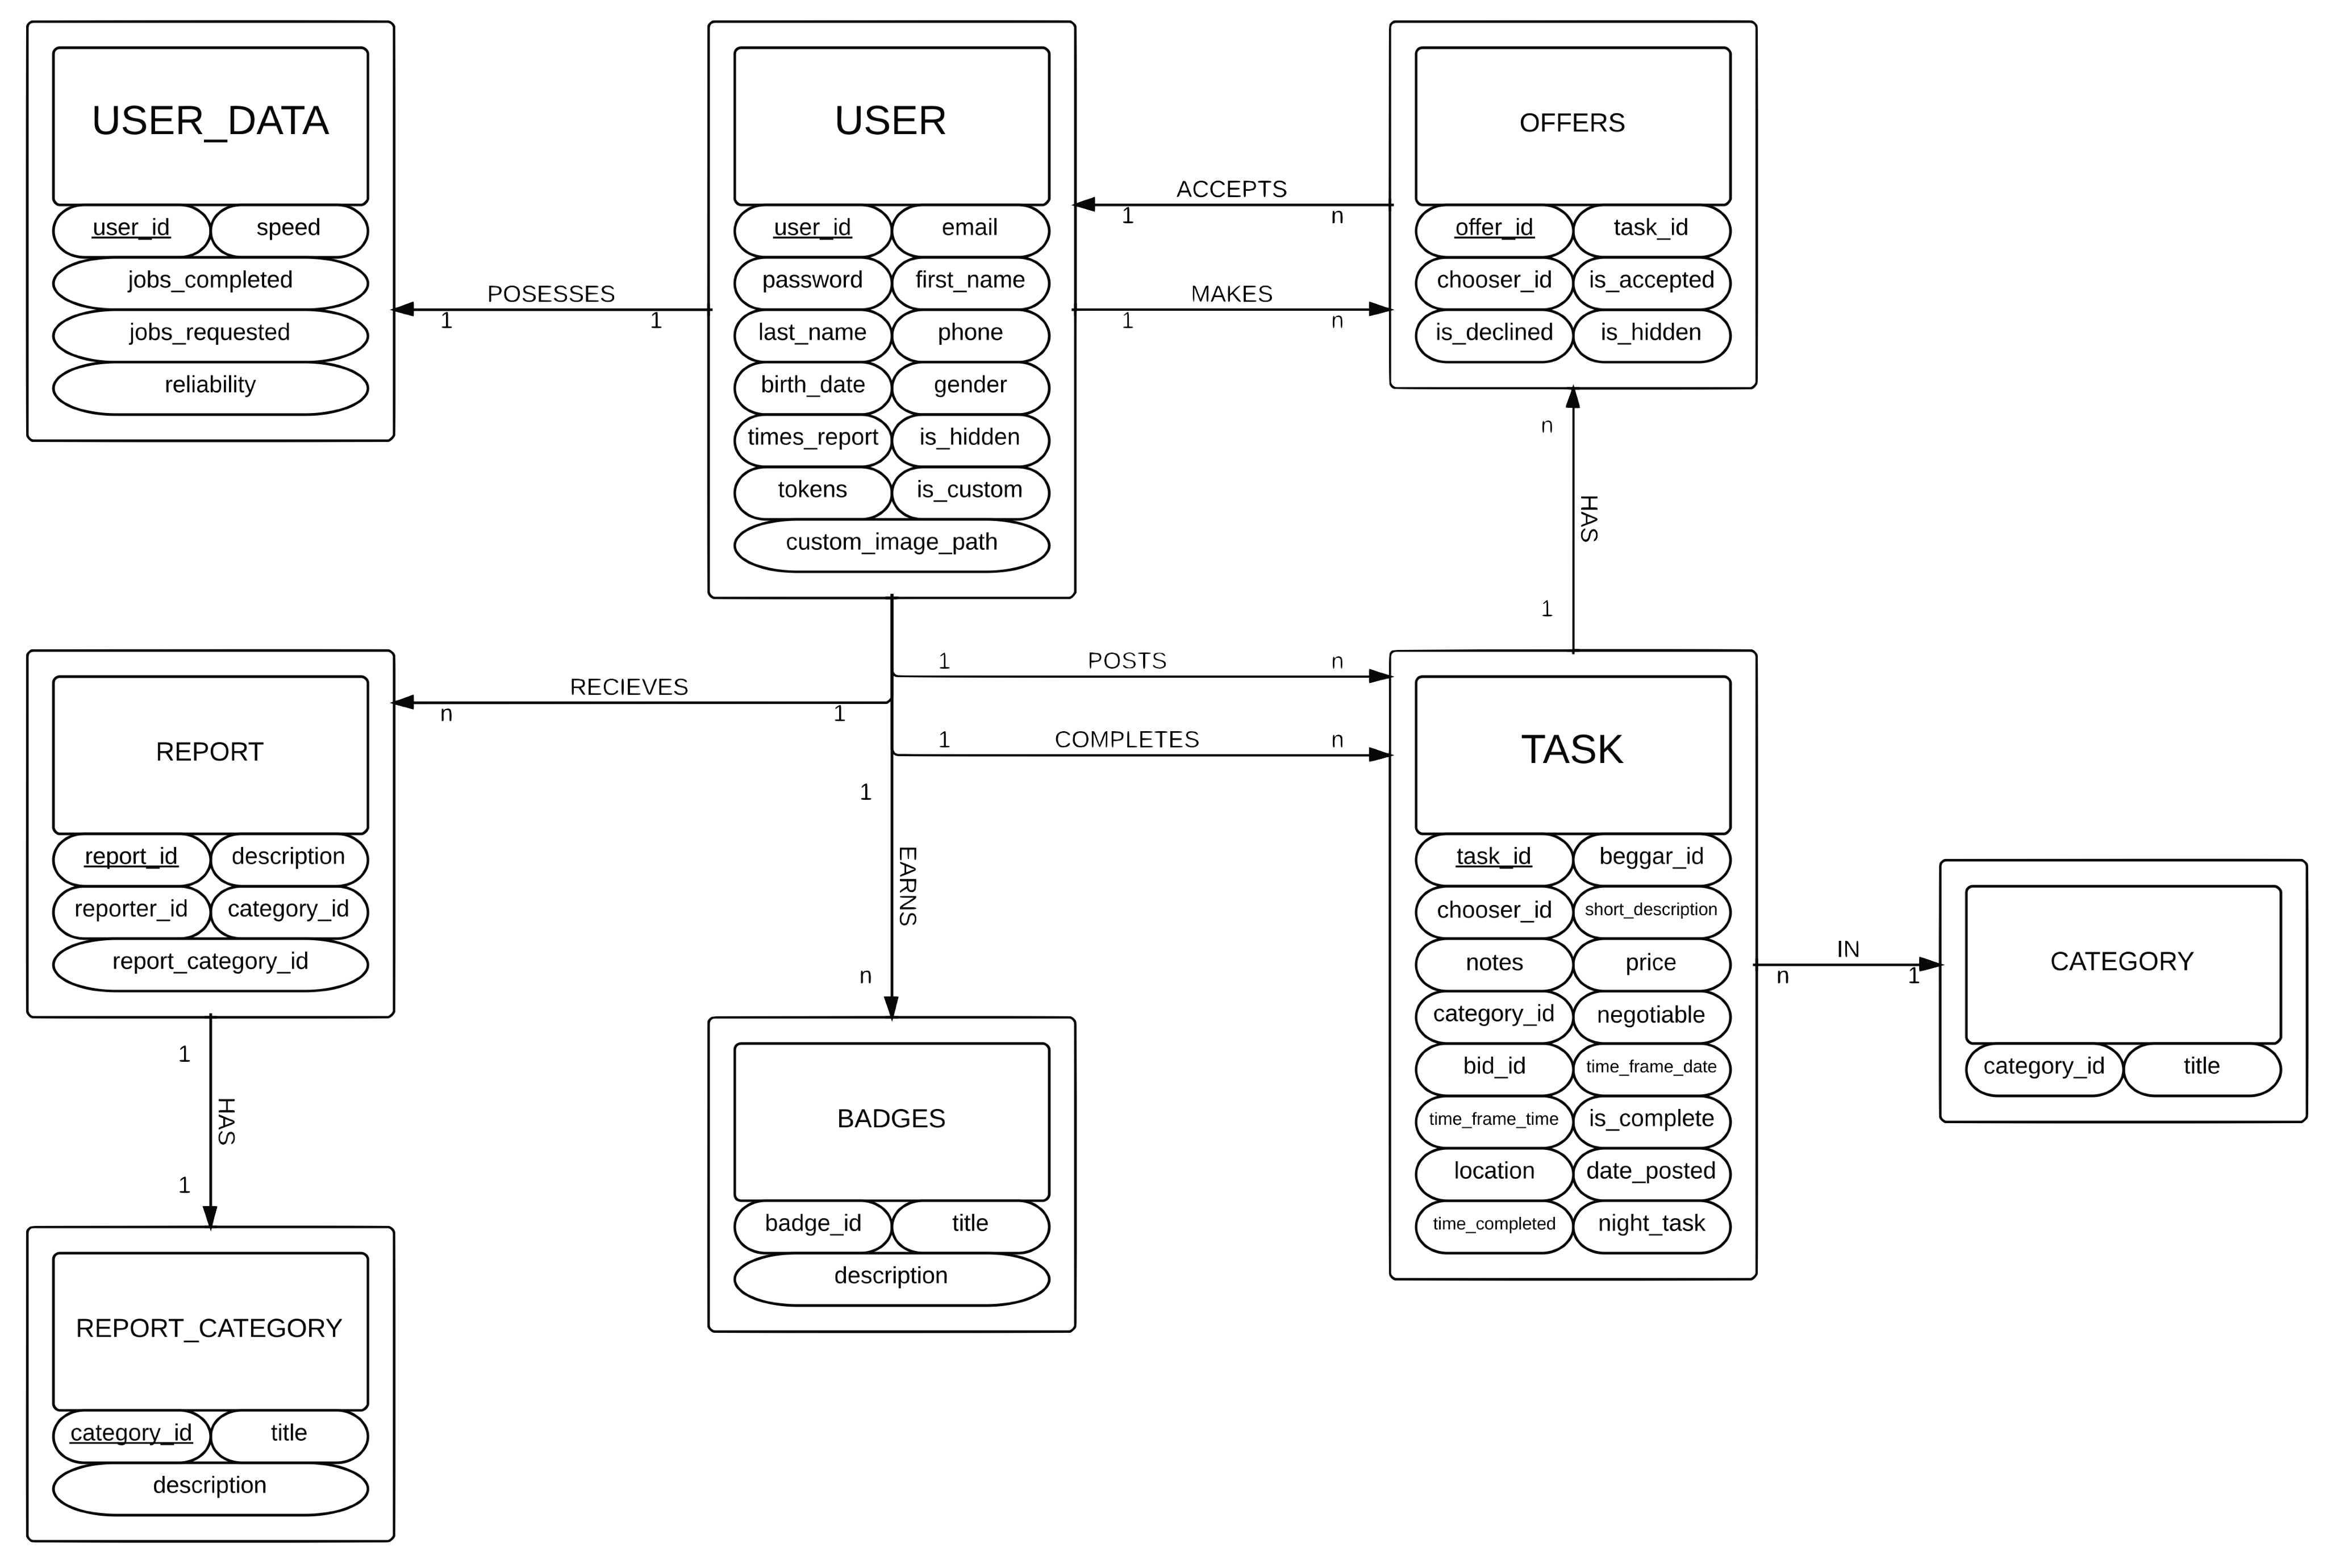 USER_DATA
user_id speed
jobs_completed
jobs_requested
reliability
POSESSES
1 1
USER
user_id email
password first_name
last_name phone
birth_date gender
times_report is_hidden
tokens is_custom
custom_image_path
ACCEPTS
1 n
MAKES
1 n
OFFERS
offer_id task_id
chooser_id is_accepted
is_declined is_hidden
n
HAS
1
RECIEVES
n 1
1 POSTS n
1 COMPLETES n
1
EARNS
n
REPORT
report_id description
reporter_id category_id
report_category_id
1
HAS
1
REPORT_CATEGORY
category_id title
description
BADGES
badge_id title
description
TASK
task_id beggar_id
chooser_id short_description
notes price
category_id negotiable
bid_id time_frame_date
time_frame_time is_complete
location date_posted
time_completed night_task
IN
n 1
CATEGORY
category_id title